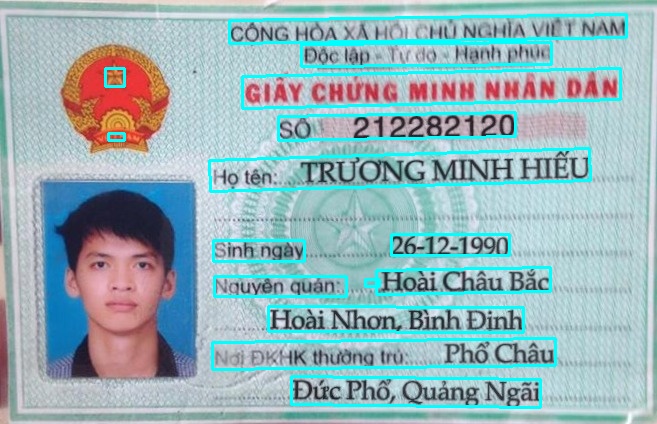 CỘNG HÒA XÃ HỘI CHỦ NGHĨA VIỆT NAM
Độc lập - Tự do - Hạnh phúc
GIẤY CHỨNG MINH NHÂN DÂN
SỐ 212282120
Họ tên: TRƯƠNG MINH HIẾU
Sinh ngày 26-12-1990
Nguyên quán: Hoài Châu Bắc
Hoài Nhơn, Bình Định
Nơi ĐKHK thường trú: Phổ Châu
Đức Phổ, Quảng Ngãi